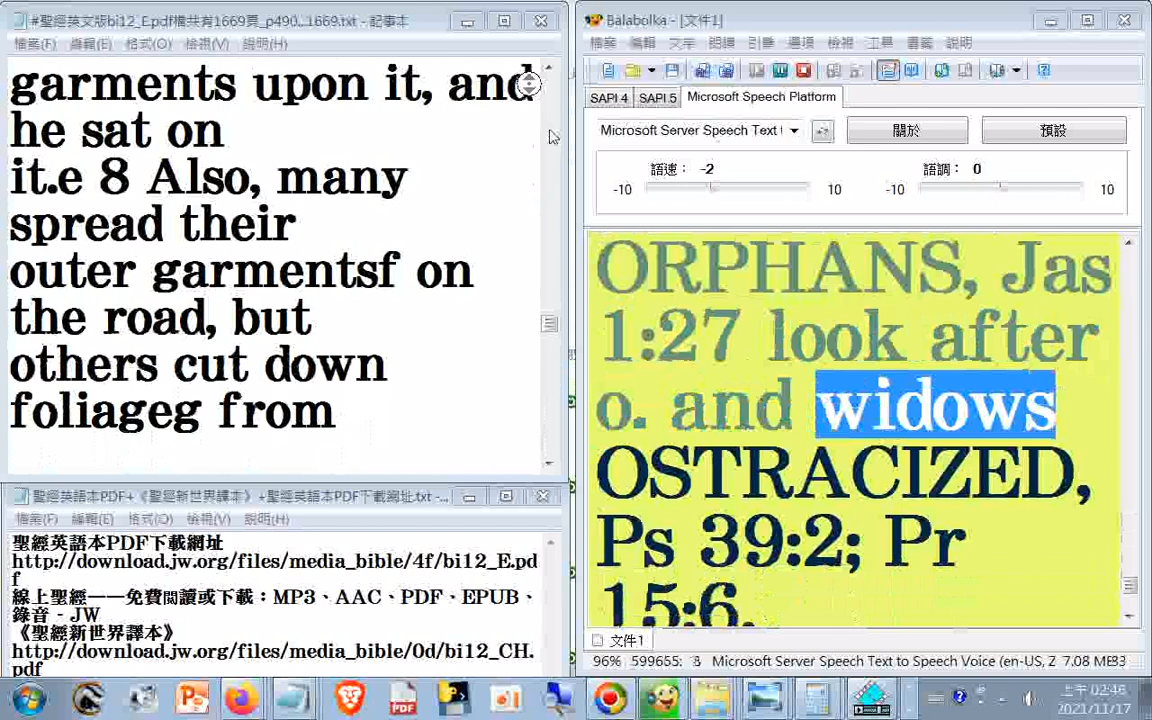 #聖經英文版bi12_E.pdf檔共有1669頁_p490...1669.txt - 記事本
檔案(F) 編輯(E) 格式(O) 檢視(V) 說明(H)
garments upon it, and
he sat on
it.e 8 Also, many
spread their
outer garmentsf on
the road, but
others cut down
foliageg from
聖經英語本PDF+《聖經新世界譯本》+聖經英語本PDF下載網址.txt - ...
檔案(F) 編輯(E) 格式(O) 檢視(V) 說明(H)
聖經英語本PDF下載網址
http://download.jw.org/files/media_bible/4f/bi12_E.pd
f
線上聖經——免費閱讀或下載：MP3、AAC、PDF、EPUB、
錄音 - JW
《聖經新世界譯本》
http://download.jw.org/files/media_bible/0d/bi12_CH.
pdf
Balabolka - [文件1]
檔案 編輯 文字 朗讀 引擎 選項 檢視 工具 書籤 說明
SAPI 4 SAPI 5 Microsoft Speech Platform
Microsoft Server Speech Text 關於 預設
語速： -2 語調： 0
-10 10 -10 10
ORPHANS, Jas
1:27 look after
o. and widows
OSTRACIZED,
Ps 39:2; Pr
15:6.
文件1
96% Microsoft Server Speech Text to Speech Voice (en-US, Z 7.08 MB
上午 02:46
2021/11/17